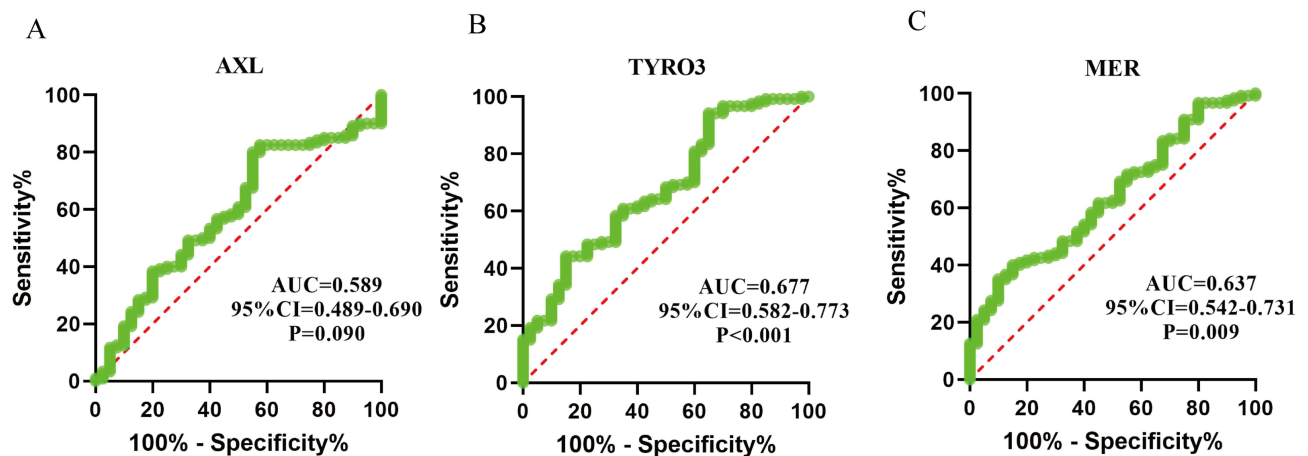 A
AXL
100
80
60
40
20
0
Sensitivity%
AUC=0.589
95%CI=0.489-0.690
P=0.090
0 20 40 60 80 100
100% - Specificity%
B
TYRO3
100
80
60
40
20
0
Sensitivity%
AUC=0.677
95%CI=0.582-0.773
P<0.001
0 20 40 60 80 100
100% - Specificity%
C
MER
100
80
60
40
20
0
Sensitivity%
AUC=0.637
95%CI=0.542-0.731
P=0.009
0 20 40 60 80 100
100% - Specificity%